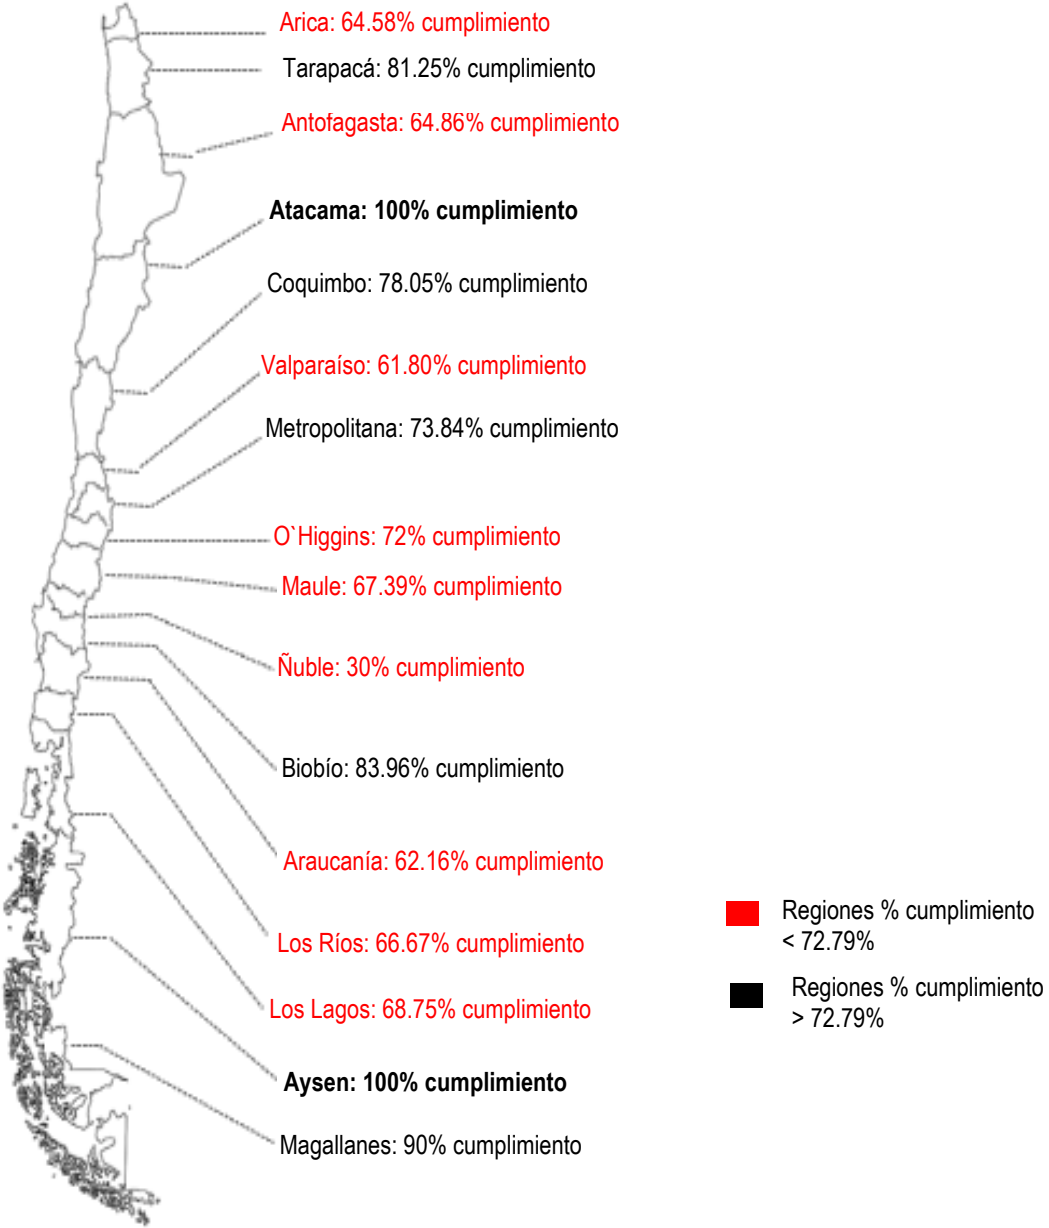 Arica: 64.58% cumplimiento
Tarapacá: 81.25% cumplimiento
Antofagasta: 64.86% cumplimiento
Atacama: 100% cumplimiento
Coquimbo: 78.05% cumplimiento
Valparaíso: 61.80% cumplimiento
Metropolitana: 73.84% cumplimiento
O`Higgins: 72% cumplimiento
Maule: 67.39% cumplimiento
Ñuble: 30% cumplimiento
Biobío: 83.96% cumplimiento
Araucanía: 62.16% cumplimiento
Los Ríos: 66.67% cumplimiento
Los Lagos: 68.75% cumplimiento
Aysen: 100% cumplimiento
Magallanes: 90% cumplimiento
Regiones % cumplimiento
< 72.79%
Regiones % cumplimiento
> 72.79%